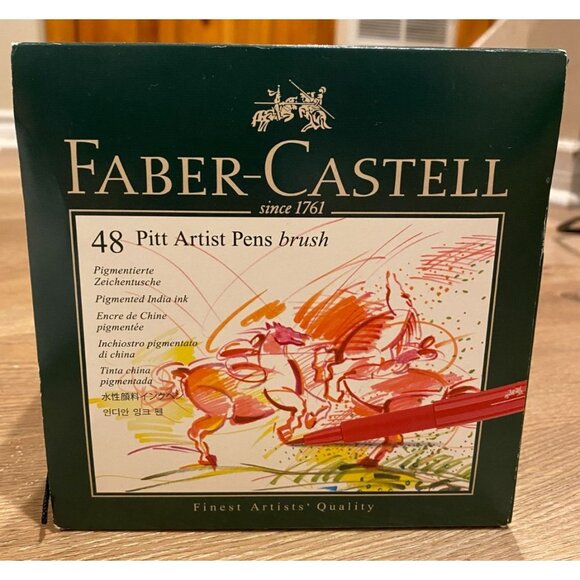 FABER-CASTELL
since 1761
48 Pitt Artist Pens brush
Pigmentierte
Zeichentusche
Pigmented India ink
Encre de Chine
pigmentée
Inchiostro pigmentato
di china
Tinta china
pigmentada
水性顔料インクペン
인디안 잉크 펜
Finest Artists' Quality